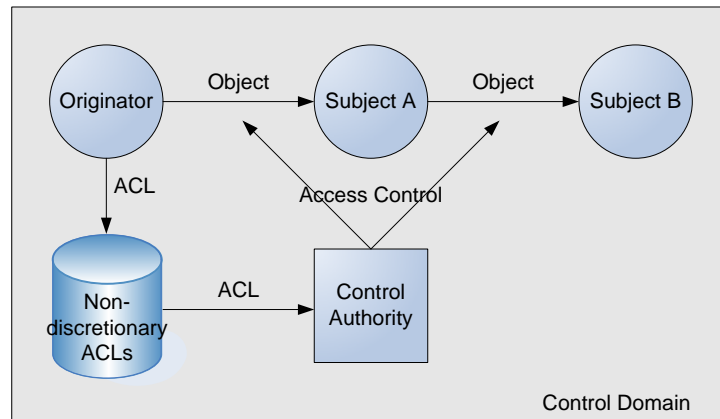 Originator
Object
Subject A
Object
Subject B
ACL
Access Control
Non-
discretionary
ACLs
ACL
Control
Authority
Control Domain